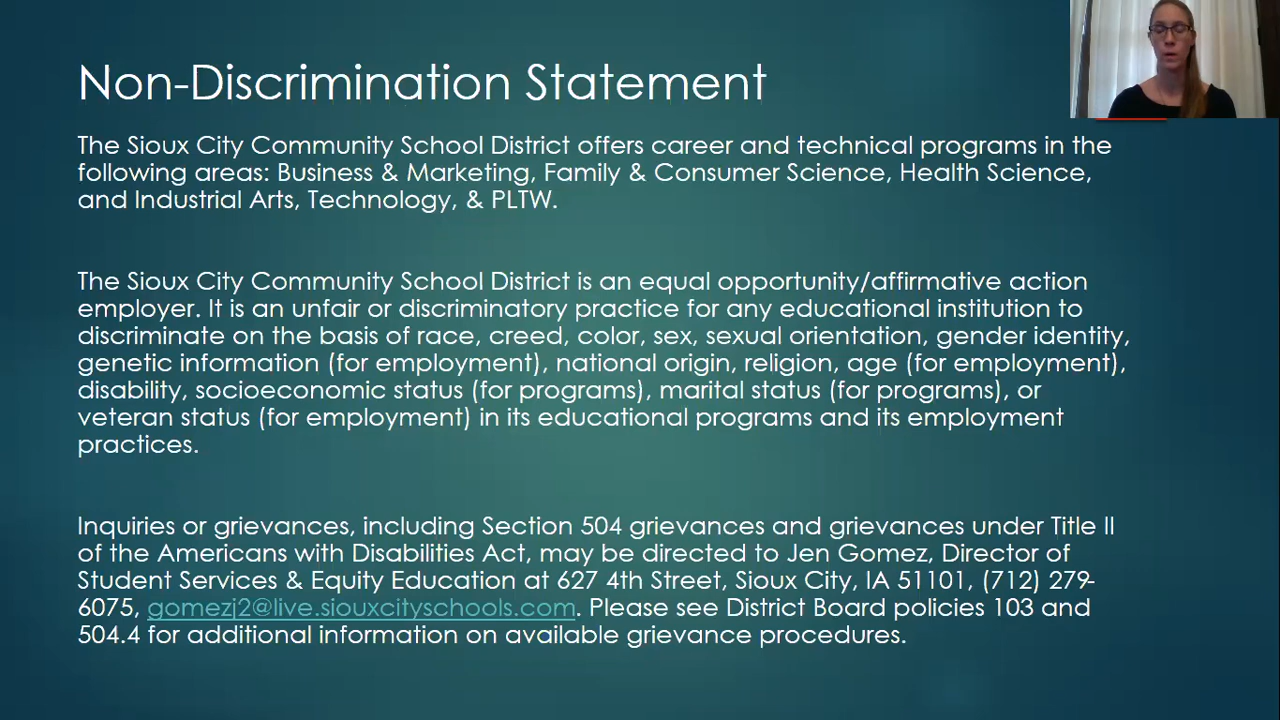 Non-Discrimination Statement
The Sioux City Community School District offers career and technical programs in the
following areas: Business & Marketing, Family & Consumer Science, Health Science,
and Industrial Arts, Technology, & PLTW.
The Sioux City Community School District is an equal opportunity/affirmative action
employer. It is an unfair or discriminatory practice for any educational institution to
discriminate on the basis of race, creed, color, sex, sexual orientation, gender identity,
genetic information (for employment), national origin, religion, age (for employment),
disability, socioeconomic status (for programs), marital status (for programs), or
veteran status (for employment) in its educational programs and its employment
practices.
Inquiries or grievances, including Section 504 grievances and grievances under Title II
of the Americans with Disabilities Act, may be directed to Jen Gomez, Director of
Student Services & Equity Education at 627 4th Street, Sioux City, IA 51101, (712) 279-
6075, gomezj2@live.siouxcityschools.com. Please see District Board policies 103 and
504.4 for additional information on available grievance procedures.